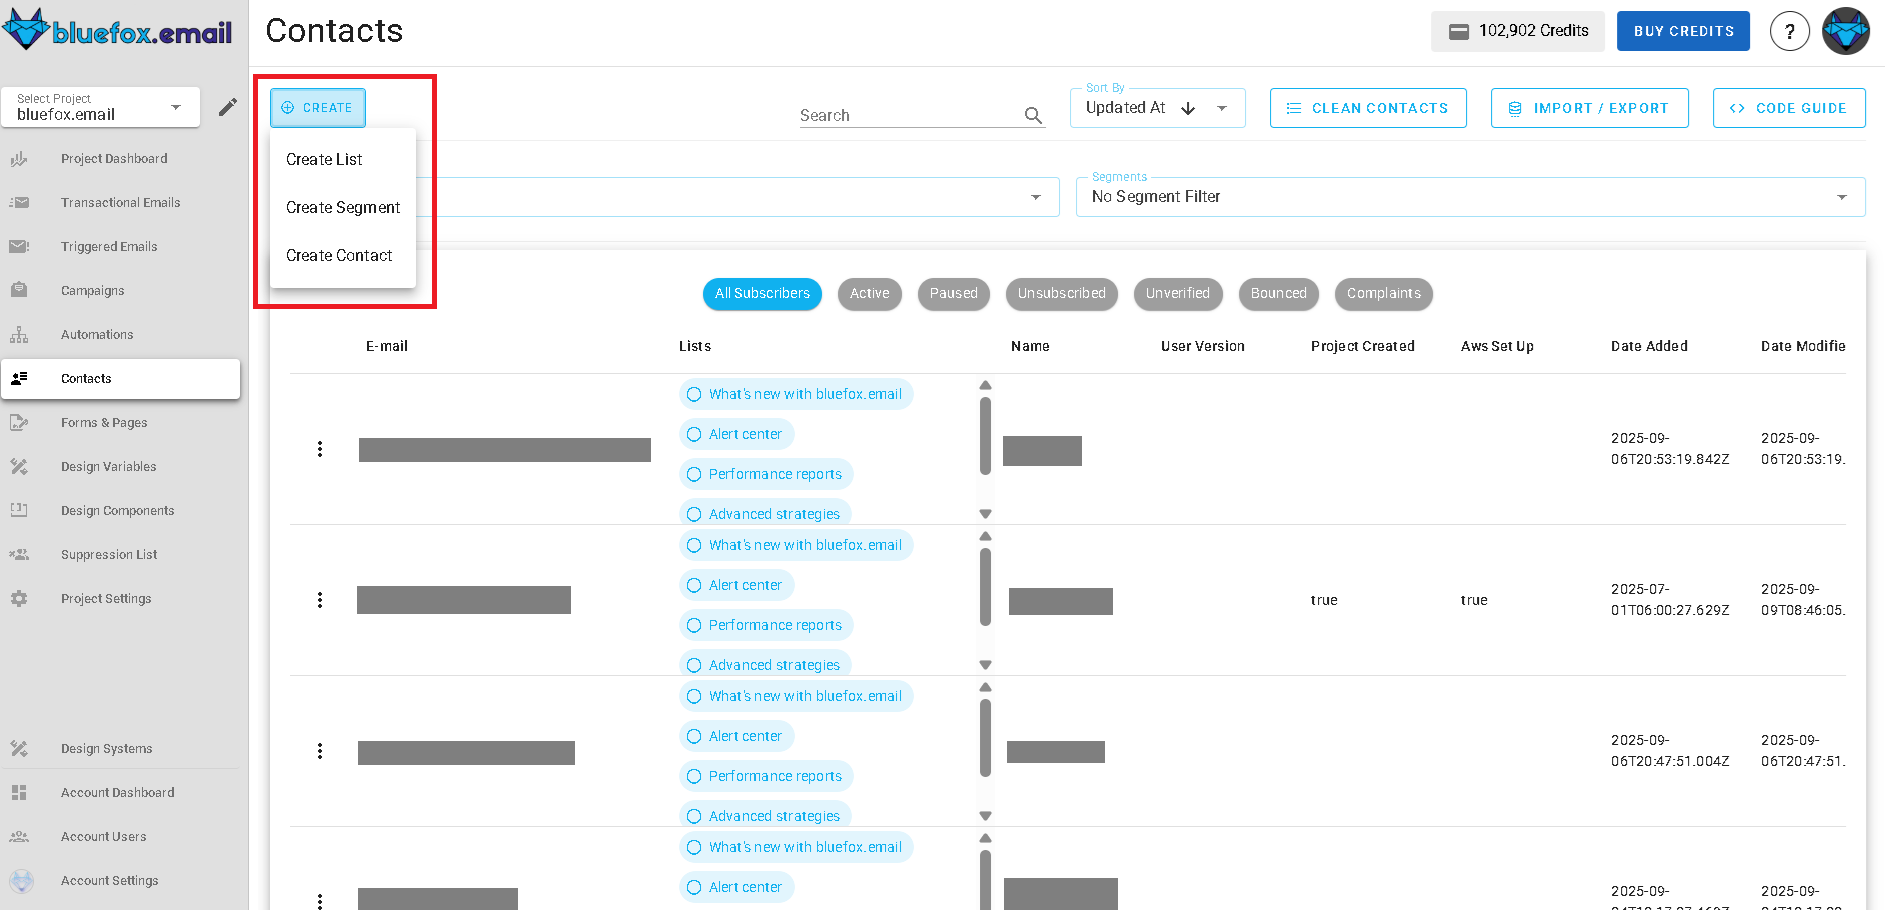 bluefox.email
Contacts
102,902 Credits
BUY CREDITS
?
Select Project
bluefox.email
Project Dashboard
Transactional Emails
Triggered Emails
Campaigns
Automations
Contacts
Forms & Pages
Design Variables
Design Components
Suppression List
Project Settings
Design Systems
Account Dashboard
Account Users
Account Settings
CREATE
Create List
Create Segment
Create Contact
Search
Sort By
Updated At
CLEAN CONTACTS
IMPORT / EXPORT
CODE GUIDE
Segments
No Segment Filter
All Subscribers
Active
Paused
Unsubscribed
Unverified
Bounced
Complaints
E-mail
Lists
Name
User Version
Project Created
Aws Set Up
Date Added
Date Modifie
What's new with bluefox.email
Alert center
Performance reports
Advanced strategies
2025-09-
06T20:53:19.842Z
2025-09-
06T20:53:19.
What's new with bluefox.email
Alert center
Performance reports
Advanced strategies
true
true
2025-07-
01T06:00:27.629Z
2025-09-
09T08:46:05.
What's new with bluefox.email
Alert center
Performance reports
Advanced strategies
2025-09-
06T20:47:51.004Z
2025-09-
06T20:47:51.
What's new with bluefox.email
Alert center
2025-09-
2025-09-